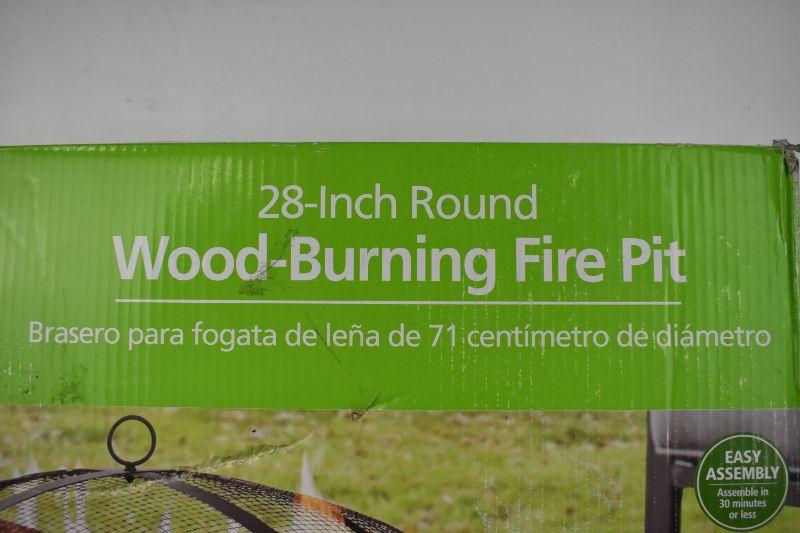 28-Inch Round
Wood-Burning Fire Pit
Brasero para fogata de leña de 71 centímetro de diámetro
EASY
ASSEMBLY
Assemble in
30 minutes
or less